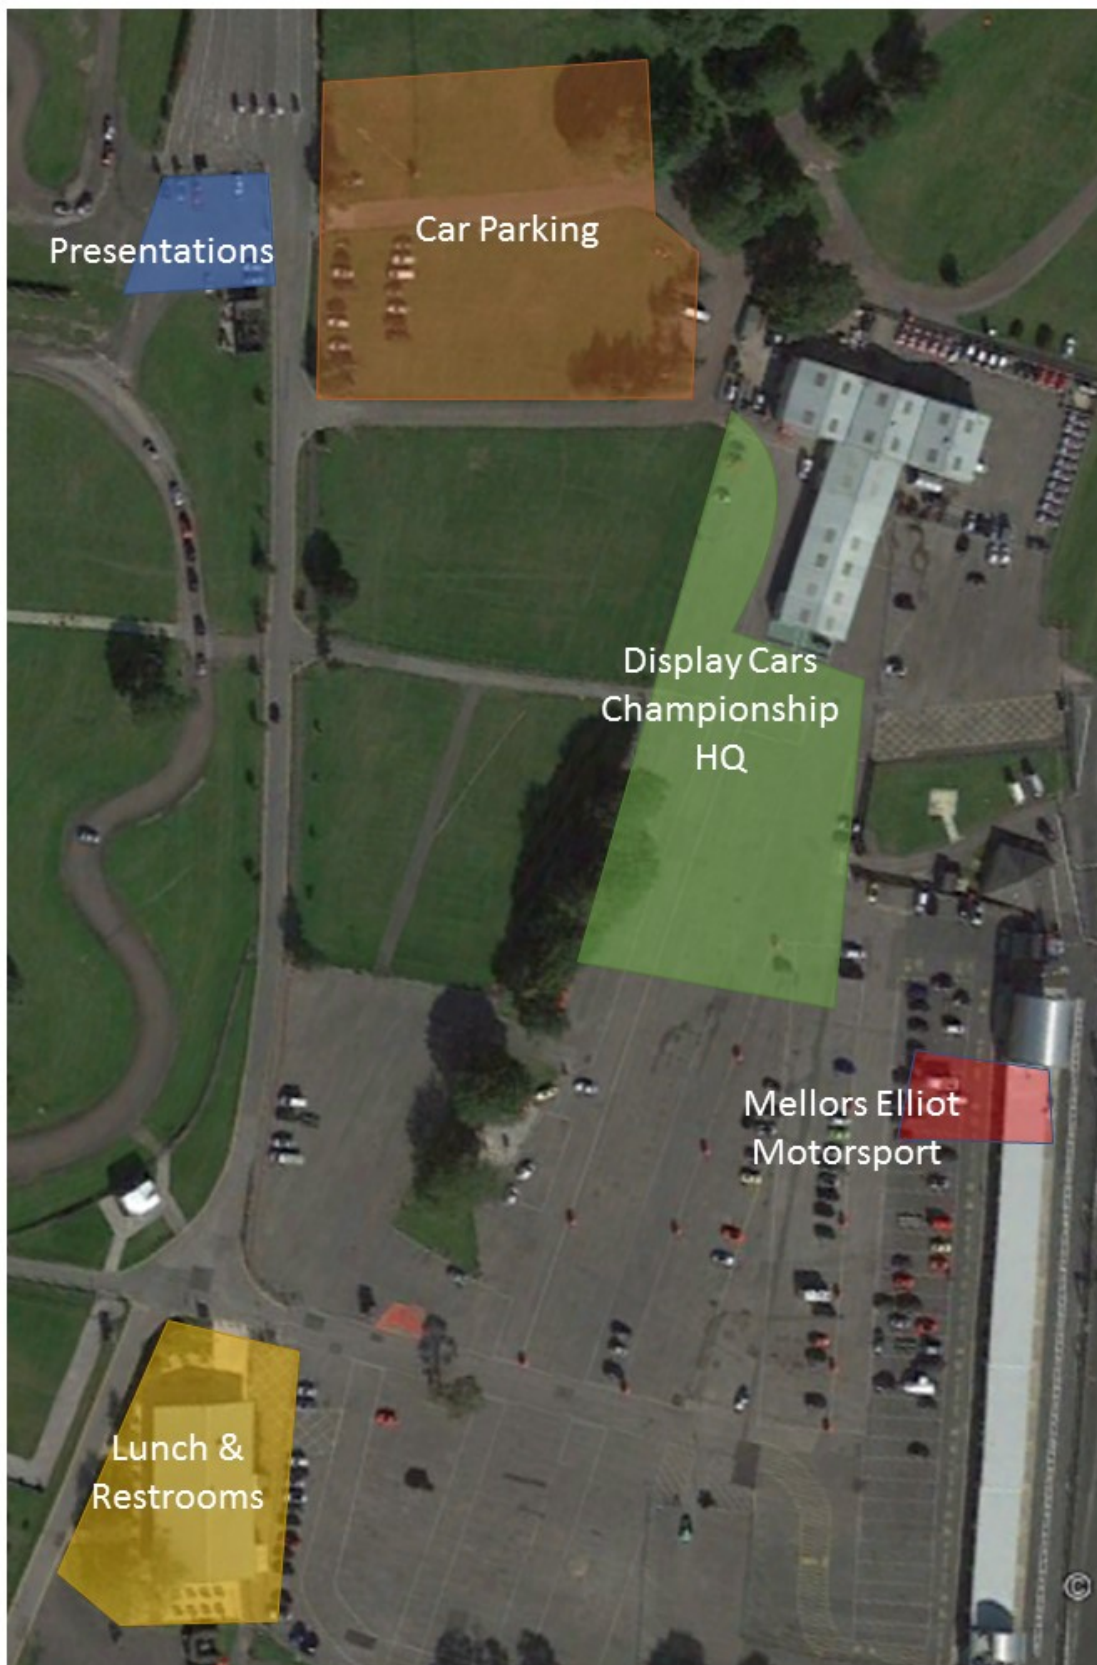 Presentations
Car Parking
Display Cars
Championship
HQ
Mellors Elliot
Motorsport
Lunch &
Restrooms
©